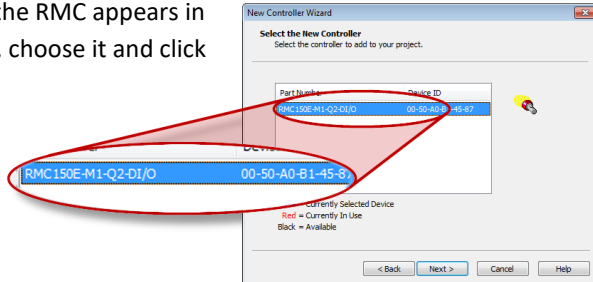 the RMC appears in
, choose it and click
New Controller Wizard
Select the New Controller
Select the controller to add to your project.
Part Number Device ID
RMC150E-M1-Q2-DI/O 00-50-A0-B1-45-87
RMC150E-M1-Q2-DI/O 00-50-A0-B1-45-87
= Currently Selected Device
Red = Currently In Use
Black = Available
< Back Next > Cancel Help